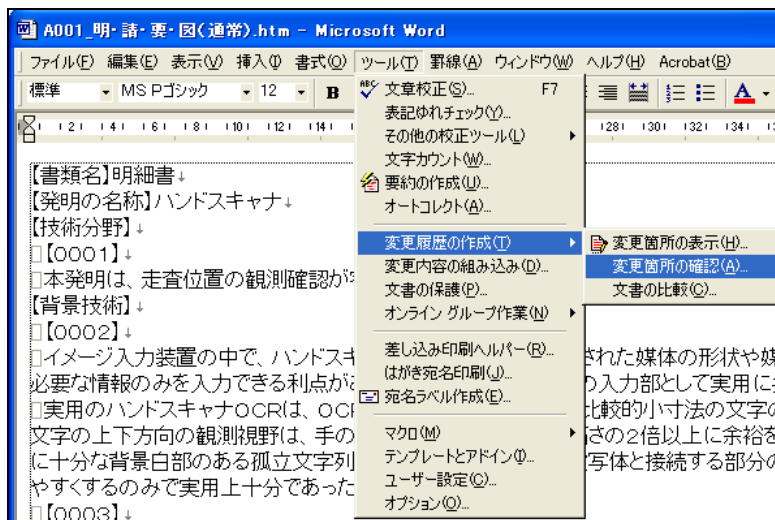 A001_明・請・要・図(通常).htm - Microsoft Word
ファイル(F) 編集(E) 表示(V) 挿入(I) 書式(O) ツール(T) 罫線(A) ウィンドウ(W) ヘルプ(H) Acrobat(B)
標準 MS Pゴシック 12 B A
2 4 6 8 10 12 14 28 30 32 34
文章校正(S)... F7
表記ゆれチェック(Y)...
その他の校正ツール(L)
文字カウント(W)...
要約の作成(U)...
オートコレクト(A)...
変更履歴の作成(T)
変更内容の組み込み(D)...
文書の保護(P)...
オンライン グループ作業(N)
差し込み印刷ヘルパー(R)...
はがき宛名印刷(J)...
宛名ラベル作成(E)...
マクロ(M)
テンプレートとアドイン(I)...
ユーザー設定(C)...
オプション(O)...
変更箇所の表示(H)...
変更箇所の確認(A)...
文書の比較(C)...
【書類名】明細書↓
【発明の名称】ハンドスキャナ↓
【技術分野】↓
□【0001】↓
□本発明は、走査位置の観測確認が
【背景技術】↓
□【0002】↓
□イメージ入力装置の中で、ハンドスキ された媒体の形状や媒
必要な情報のみを入力できる利点が の入力部として実用に
□実用のハンドスキャナOCRは、OCR 比較的小寸法の文字の
文字の上下方向の観測視野は、手の さの2倍以上に余裕を
に十分な背景白部のある孤立文字列 写体と接続する部分の
やすくするのみで実用上十分であった
□【0003】↓